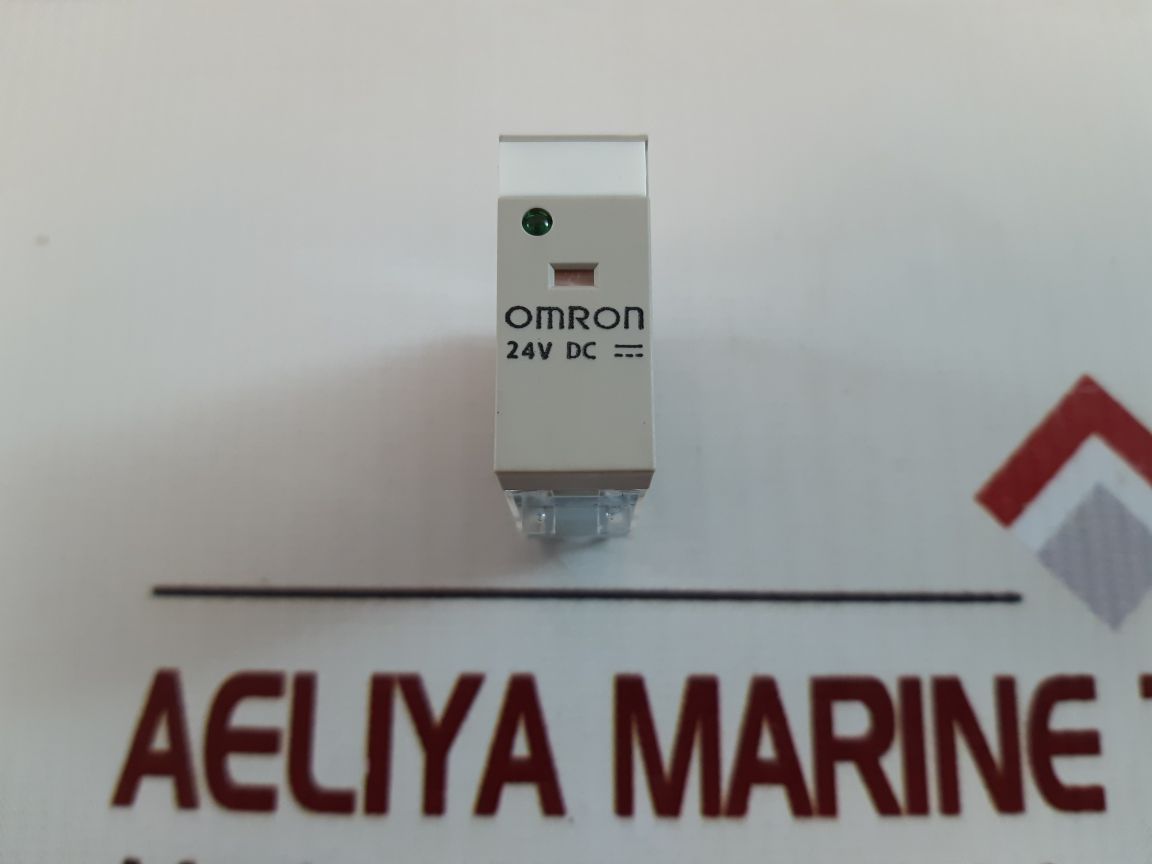 OMRON
24V DC ⎓
AELIYA MARINE